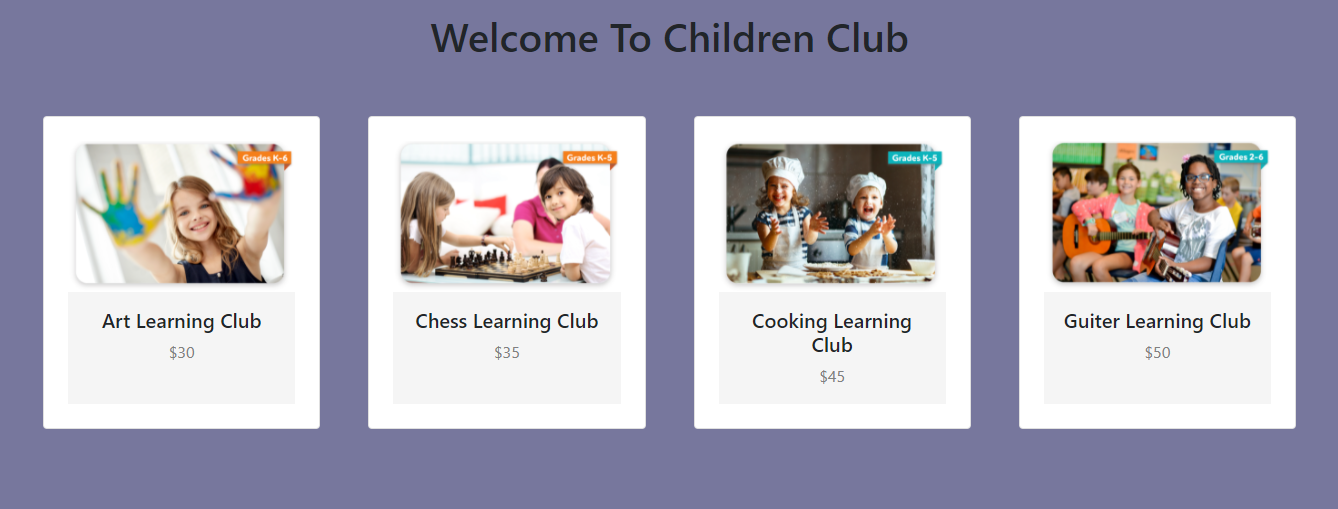 Welcome To Children Club
Grades K-6
Grades K-5
Grades K-5
Grades 2-6
Art Learning Club
$30
Chess Learning Club
$35
Cooking Learning
Club
$45
Guiter Learning Club
$50